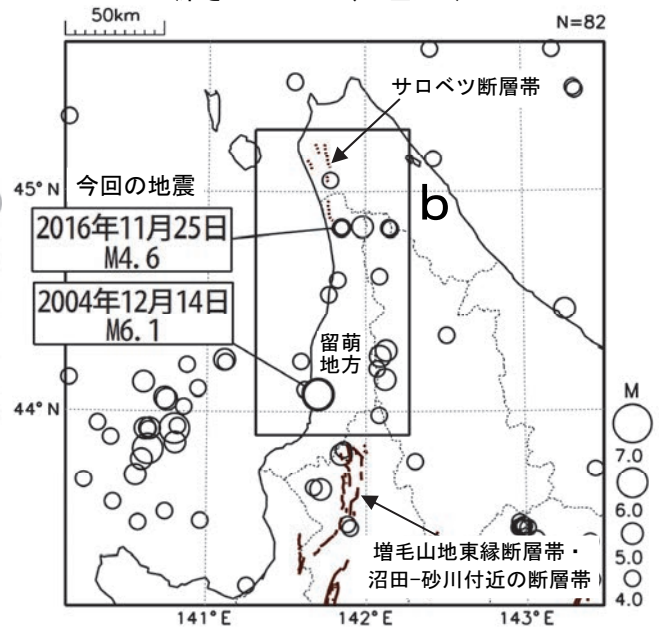 50km
N=82
サロベツ断層帯
45°N
今回の地震
b
2016年11月25日
M4.6
2004年12月14日
M6.1
留萌
地方
44°N
M
7.0
6.0
5.0
4.0
増毛山地東縁断層帯・
沼田-砂川付近の断層帯
141°E
142°E
143°E